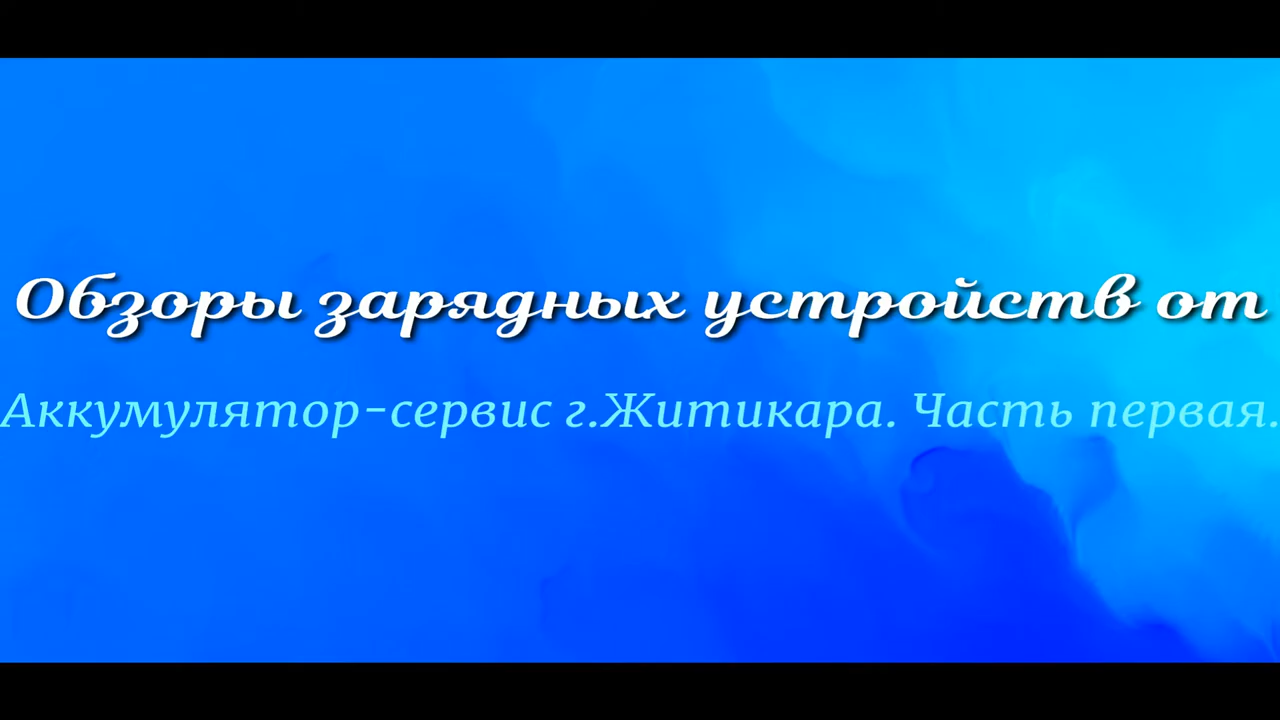 Обзоры зарядных устройств от
Аккумулятор-сервис г.Житикара. Часть первая.